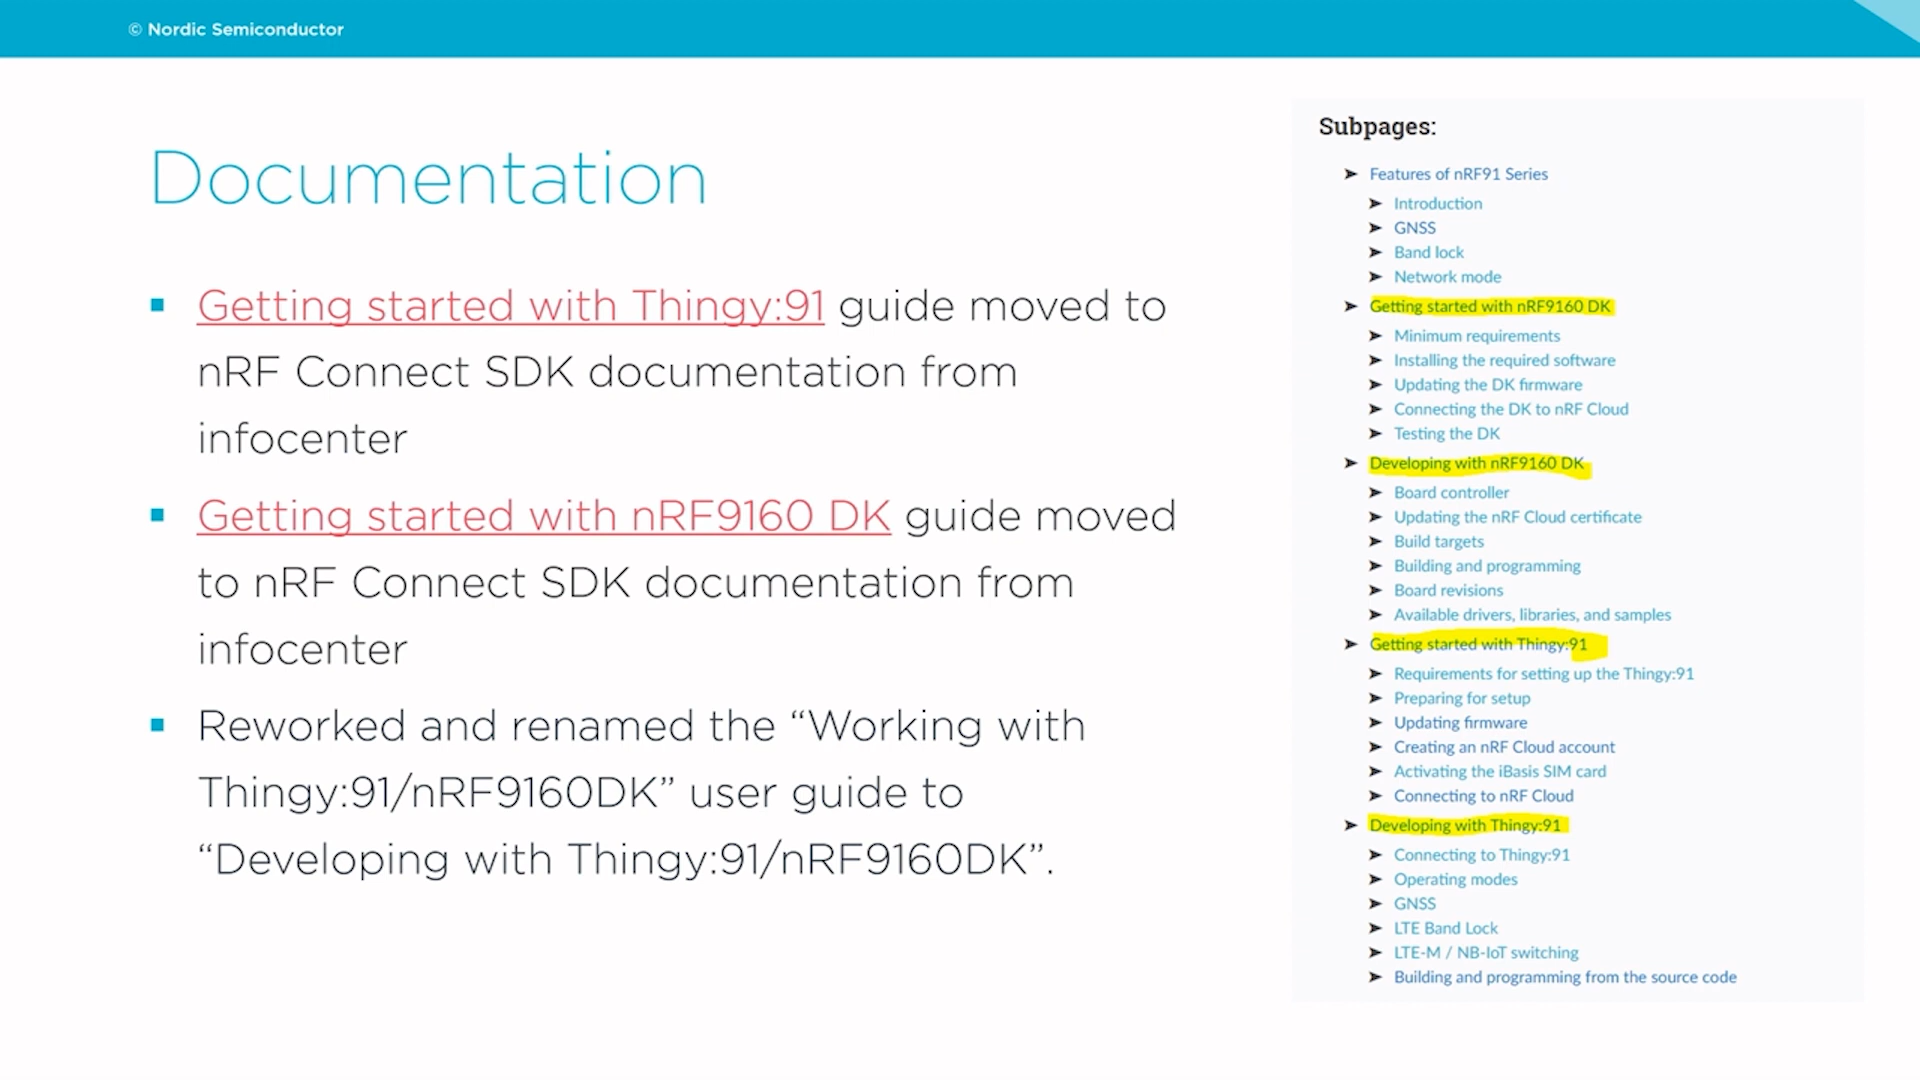 © Nordic Semiconductor
Documentation
Getting started with Thingy:91 guide moved to
nRF Connect SDK documentation from
infocenter
Getting started with nRF9160 DK guide moved
to nRF Connect SDK documentation from
infocenter
Reworked and renamed the “Working with
Thingy:91/nRF9160DK” user guide to
“Developing with Thingy:91/nRF9160DK”.
Subpages:
Features of nRF91 Series
Introduction
GNSS
Band lock
Network mode
Getting started with nRF9160 DK
Minimum requirements
Installing the required software
Updating the DK firmware
Connecting the DK to nRF Cloud
Testing the DK
Developing with nRF9160 DK
Board controller
Updating the nRF Cloud certificate
Build targets
Building and programming
Board revisions
Available drivers, libraries, and samples
Getting started with Thingy:91
Requirements for setting up the Thingy:91
Preparing for setup
Updating firmware
Creating an nRF Cloud account
Activating the iBasis SIM card
Connecting to nRF Cloud
Developing with Thingy:91
Connecting to Thingy:91
Operating modes
GNSS
LTE Band Lock
LTE-M / NB-IoT switching
Building and programming from the source code